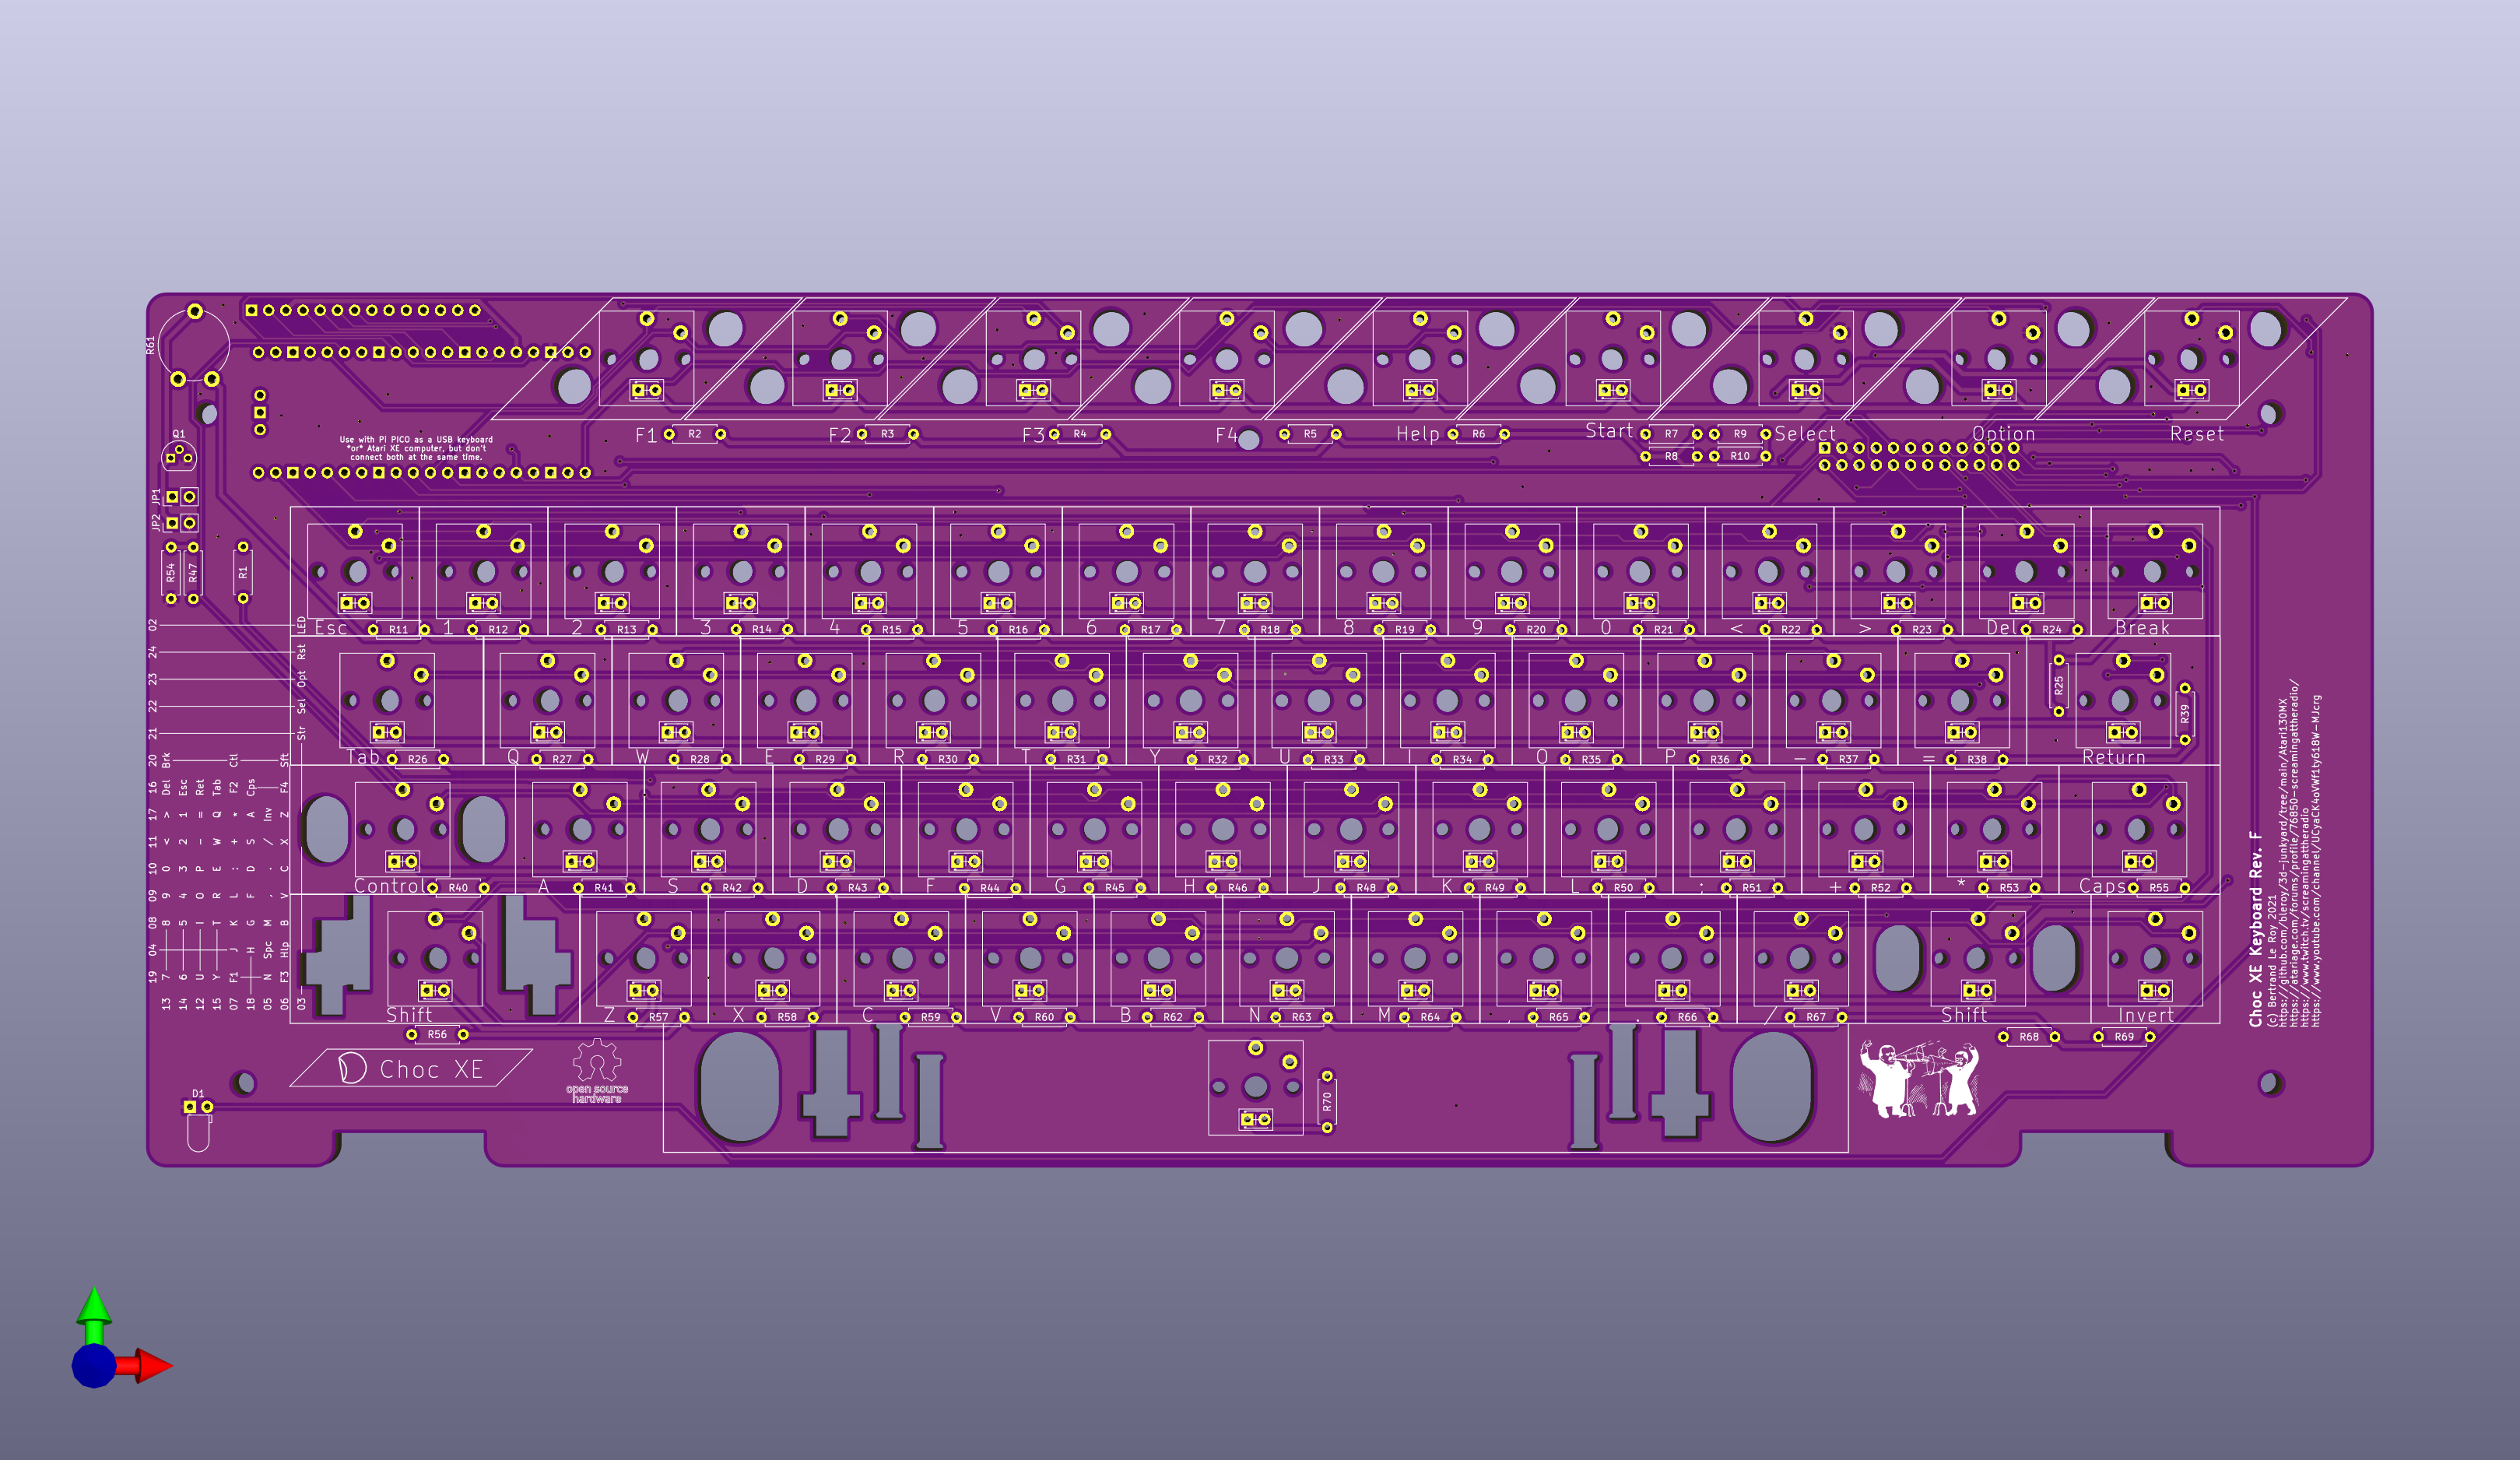 R61
Q1
Use with Pi PICO as a USB keyboard
*or* Atari XE computer, but don't
connect both at the same time.
JP1
JP2
R54 R47 R1
F1 R2 F2 R3 F3 R4 F4 R5 Help R6 Start R7 R9 Select Option Reset
R8 R10
Esc R11 1 R12 2 R13 3 R14 4 R15 5 R16 6 R17 7 R18 8 R19 9 R20 0 R21 < R22 > R23 Del R24 Break
R25 R39
Tab R26 Q R27 W R28 E R29 R R30 T R31 Y R32 U R33 I R34 O R35 P R36 - R37 = R38 Return
Control R40 A R41 S R42 D R43 F R44 G R45 H R46 J R48 K R49 L R50 ; R51 + R52 * R53 Caps R55
Shift Z R57 X R58 C R59 V R60 B R62 N R63 M R64 , R65 . R66 / R67 Shift Invert
R56 R68 R69
R70
Choc XE
open source
hardware
D1
02 LED
24 Rst
23 Opt
22 Sel
21 Str
20 Brk Ctl Sft
16 Del Esc Ret Tab F2 Cps F4
17 > 1 = Q * A Inv Z
11 < 2 - W + S / X
10 0 3 P E : D . C
09 9 4 O R L F , V
08 8 5 I T K G M B
04 J H Spc Hlp
19 7 6 U Y F1 N F3
13 14 12 15 07 18 05 06 03
Choc XE Keyboard Rev. F
(c) Bertrand Le Roy 2021
https://github.com/bleroy/3d-junkyard/tree/main/Atari130MX
https://atariage.com/forums/profile/76850-screamingattheradio/
https://www.twitch.tv/screamingattheradio
https://www.youtube.com/channel/UCyaCK4oVWf1ty618W-MJcrg